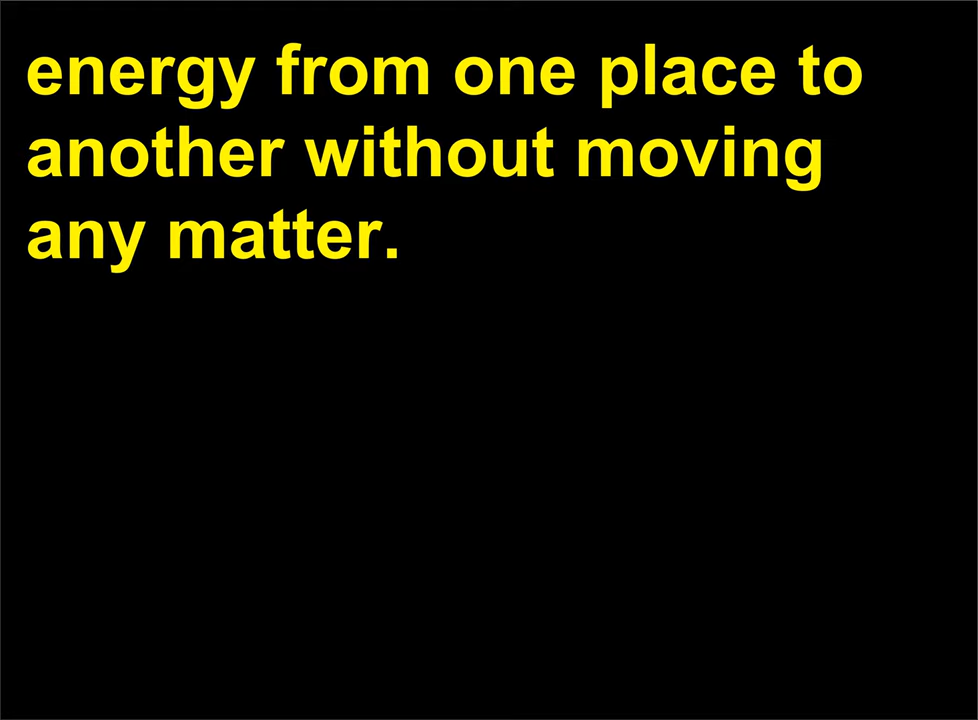 energy from one place to
another without moving
any matter.